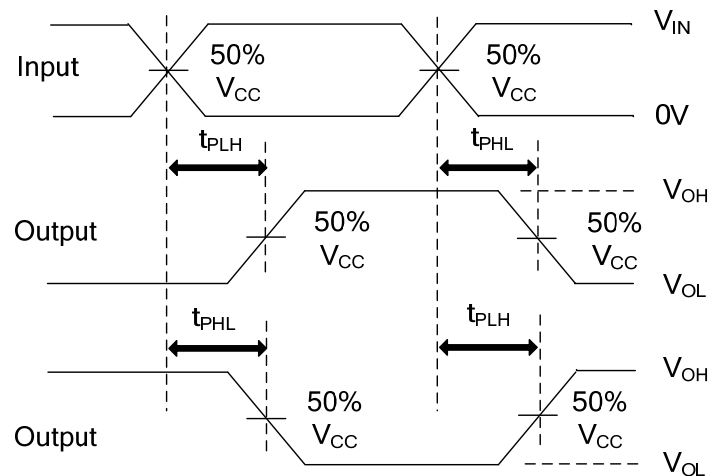 V_IN
50% 50%
Input
V_CC V_CC
0V
t_PLH t_PHL
V_OH
50% 50%
Output
V_CC V_CC
V_OL
t_PHL t_PLH
V_OH
50% 50%
Output
V_CC V_CC
V_OL